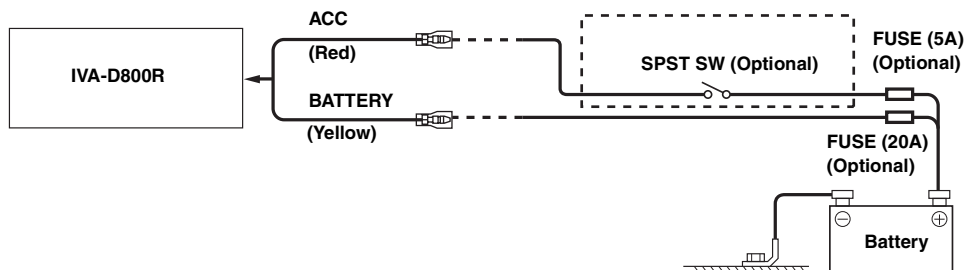 ACC
(Red)
IVA-D800R
BATTERY
(Yellow)
SPST SW (Optional)
FUSE (5A)
(Optional)
FUSE (20A)
(Optional)
Battery